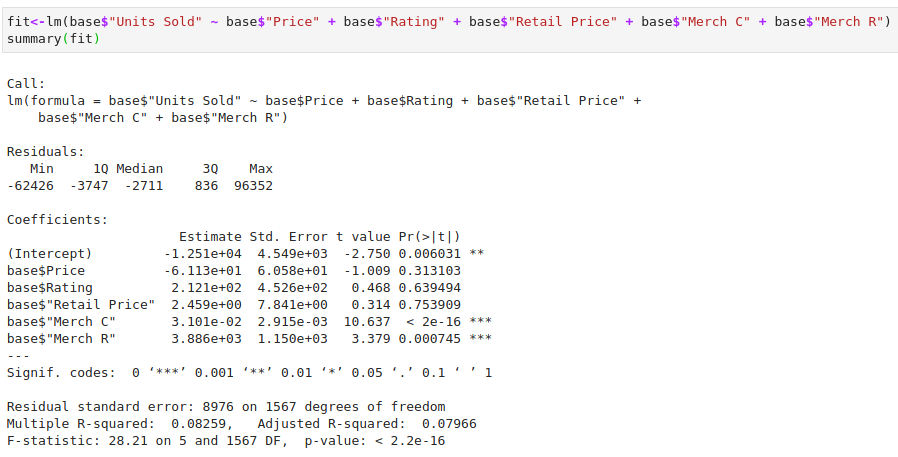 fit<-lm(base$"Units Sold" ~ base$"Price" + base$"Rating" + base$"Retail Price" + base$"Merch C" + base$"Merch R")
summary(fit)
Call:
lm(formula = base$"Units Sold" ~ base$Price + base$Rating + base$"Retail Price" +
    base$"Merch C" + base$"Merch R")
Residuals:
   Min     1Q Median     3Q    Max
-62426  -3747  -2711    836  96352
Coefficients:
                      Estimate Std. Error t value Pr(>|t|)
(Intercept)         -1.251e+04  4.549e+03  -2.750 0.006031 **
base$Price          -6.113e+01  6.058e+01  -1.009 0.313103
base$Rating          2.121e+02  4.526e+02   0.468 0.639494
base$"Retail Price"  2.459e+00  7.841e+00   0.314 0.753909
base$"Merch C"       3.101e-02  2.915e-03  10.637  < 2e-16 ***
base$"Merch R"       3.886e+03  1.150e+03   3.379 0.000745 ***
---
Signif. codes:  0 ‘***’ 0.001 ‘**’ 0.01 ‘*’ 0.05 ‘.’ 0.1 ‘ ’ 1
Residual standard error: 8976 on 1567 degrees of freedom
Multiple R-squared:  0.08259,   Adjusted R-squared:  0.07966
F-statistic: 28.21 on 5 and 1567 DF,  p-value: < 2.2e-16